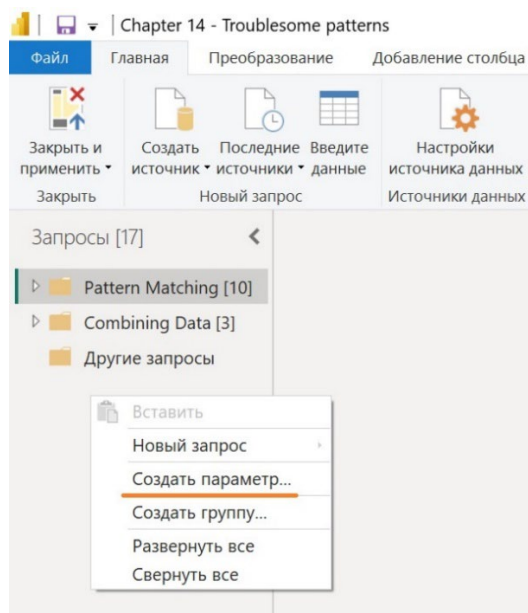 Chapter 14 - Troublesome patterns
Файл Главная Преобразование Добавление столбца
Закрыть и применить
Создать источник
Последние источники
Введите данные
Настройки источника данных
Закрыть Новый запрос Источники данных
Запросы [17]
Pattern Matching [10]
Combining Data [3]
Другие запросы
Вставить
Новый запрос
Создать параметр...
Создать группу...
Развернуть все
Свернуть все